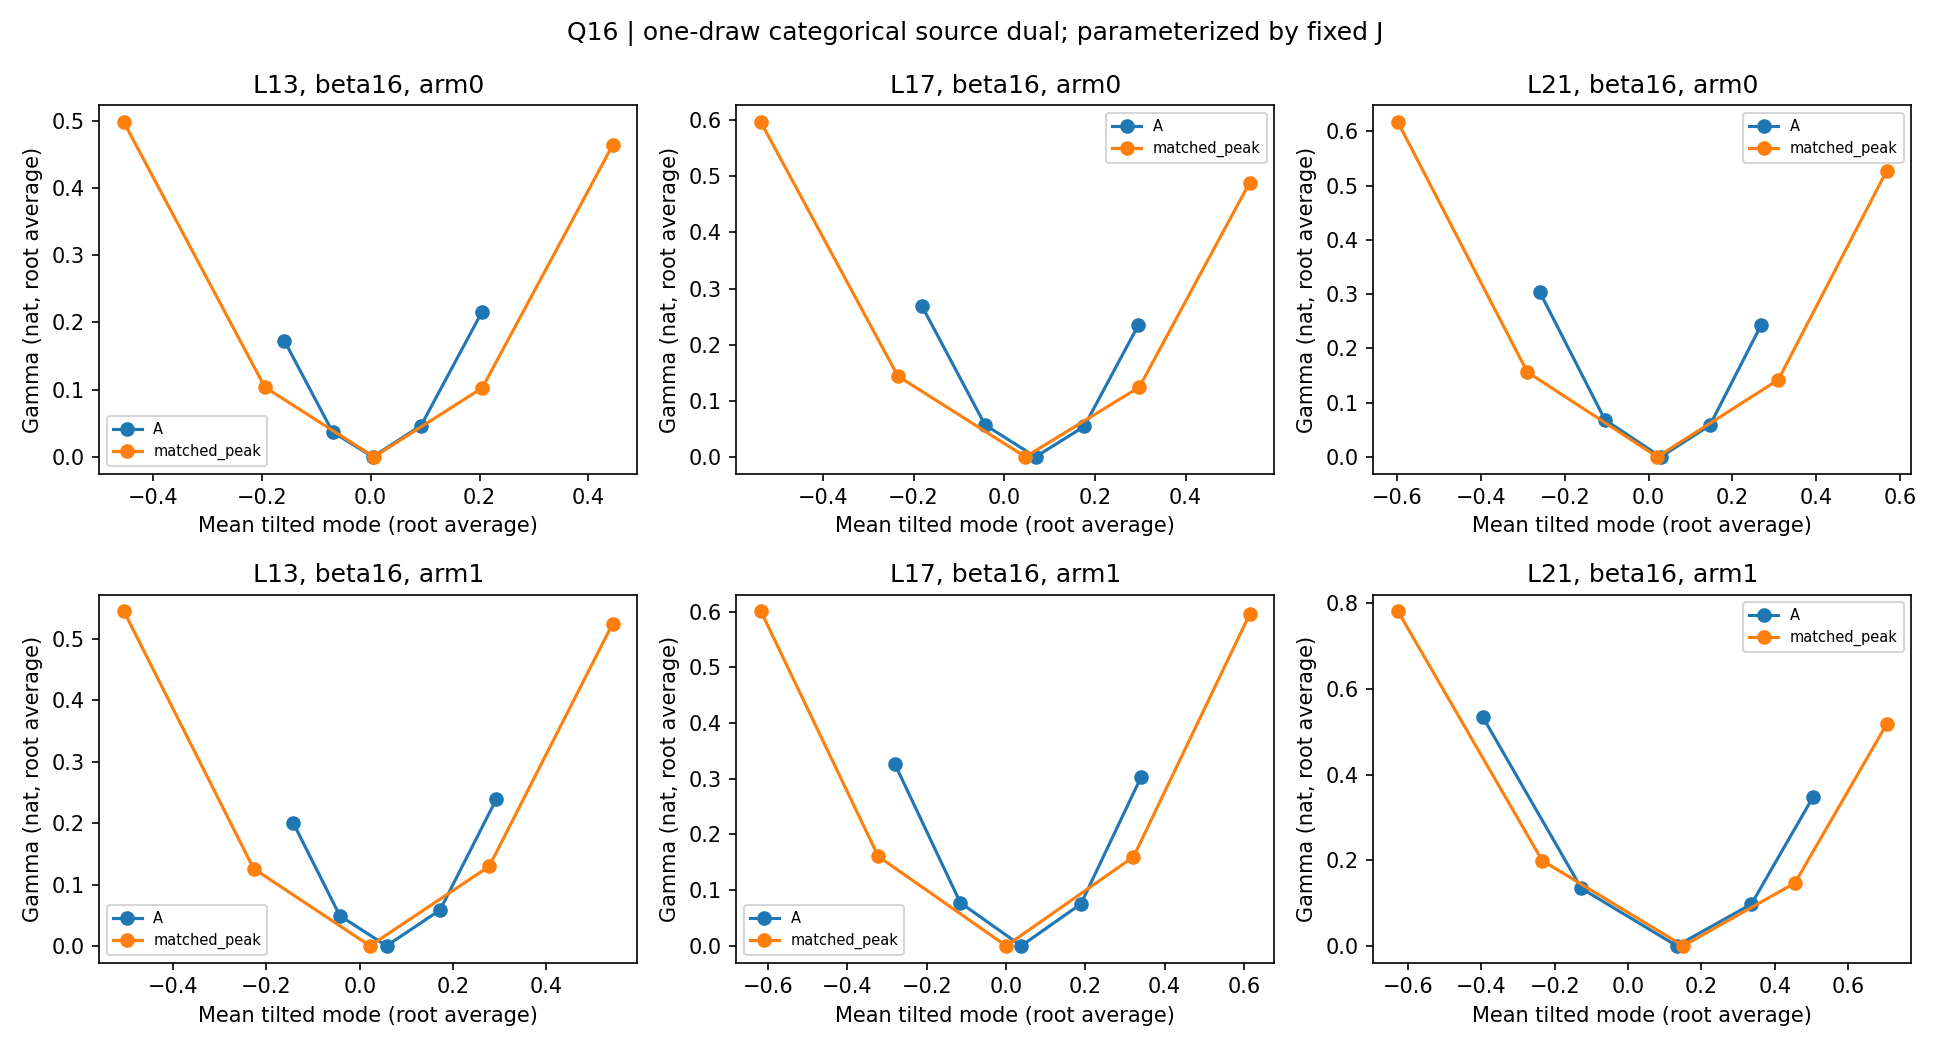 Q16 | one-draw categorical source dual; parameterized by fixed J
L13, beta16, arm0
Gamma (nat, root average)
0.5
0.4
0.3
0.2
0.1
0.0
A
matched_peak
−0.4 −0.2 0.0 0.2 0.4
Mean tilted mode (root average)
L17, beta16, arm0
Gamma (nat, root average)
0.6
0.5
0.4
0.3
0.2
0.1
0.0
A
matched_peak
−0.4 −0.2 0.0 0.2 0.4
Mean tilted mode (root average)
L21, beta16, arm0
Gamma (nat, root average)
0.6
0.5
0.4
0.3
0.2
0.1
0.0
A
matched_peak
−0.6 −0.4 −0.2 0.0 0.2 0.4 0.6
Mean tilted mode (root average)
L13, beta16, arm1
Gamma (nat, root average)
0.5
0.4
0.3
0.2
0.1
0.0
A
matched_peak
−0.4 −0.2 0.0 0.2 0.4
Mean tilted mode (root average)
L17, beta16, arm1
Gamma (nat, root average)
0.6
0.5
0.4
0.3
0.2
0.1
0.0
A
matched_peak
−0.6 −0.4 −0.2 0.0 0.2 0.4 0.6
Mean tilted mode (root average)
L21, beta16, arm1
Gamma (nat, root average)
0.8
0.6
0.4
0.2
0.0
A
matched_peak
−0.6 −0.4 −0.2 0.0 0.2 0.4 0.6
Mean tilted mode (root average)